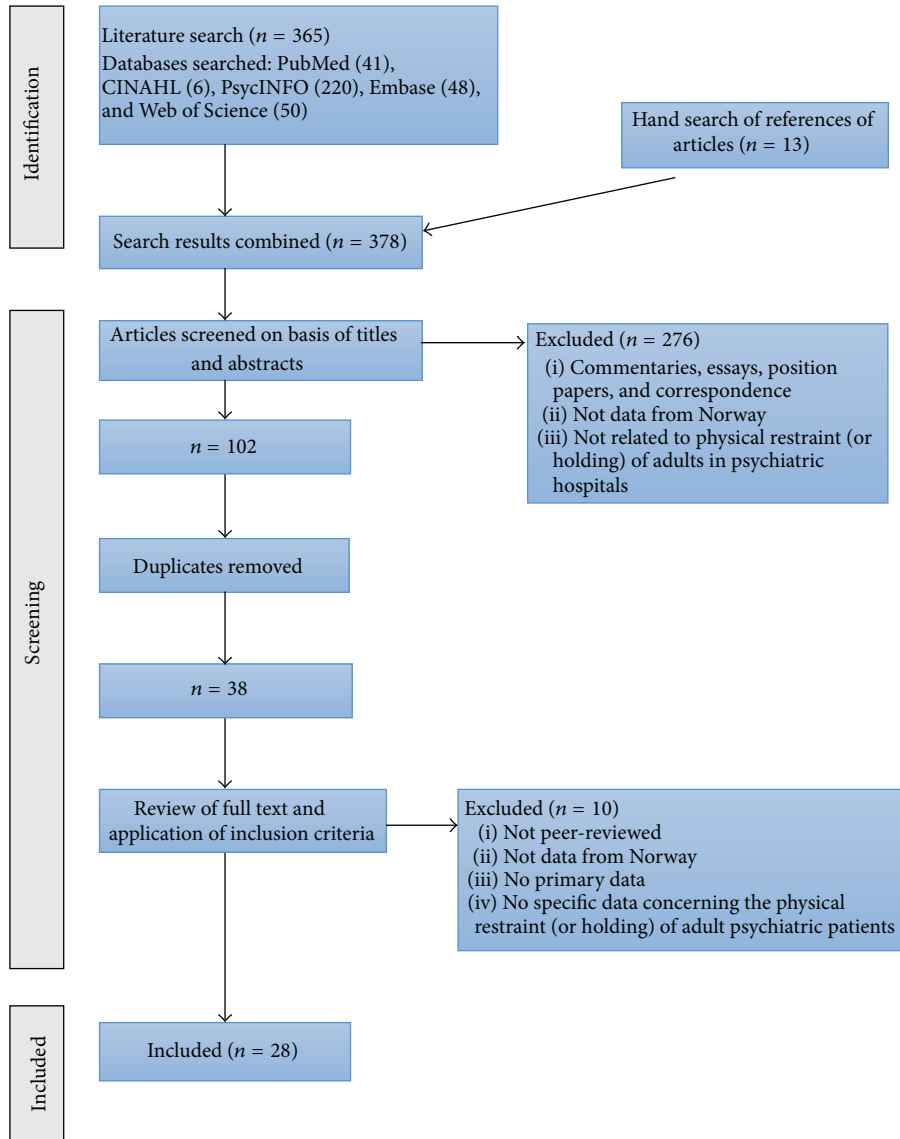 Identification
Literature search (n = 365)
Databases searched: PubMed (41),
CINAHL (6), PsycINFO (220), Embase (48),
and Web of Science (50)
Hand search of references of
articles (n = 13)
Search results combined (n = 378)
Screening
Articles screened on basis of titles
and abstracts
Excluded (n = 276)
(i) Commentaries, essays, position
papers, and correspondence
(ii) Not data from Norway
(iii) Not related to physical restraint (or
holding) of adults in psychiatric
hospitals
n = 102
Duplicates removed
n = 38
Review of full text and
application of inclusion criteria
Excluded (n = 10)
(i) Not peer-reviewed
(ii) Not data from Norway
(iii) No primary data
(iv) No specific data concerning the physical
restraint (or holding) of adult psychiatric patients
Included
Included (n = 28)